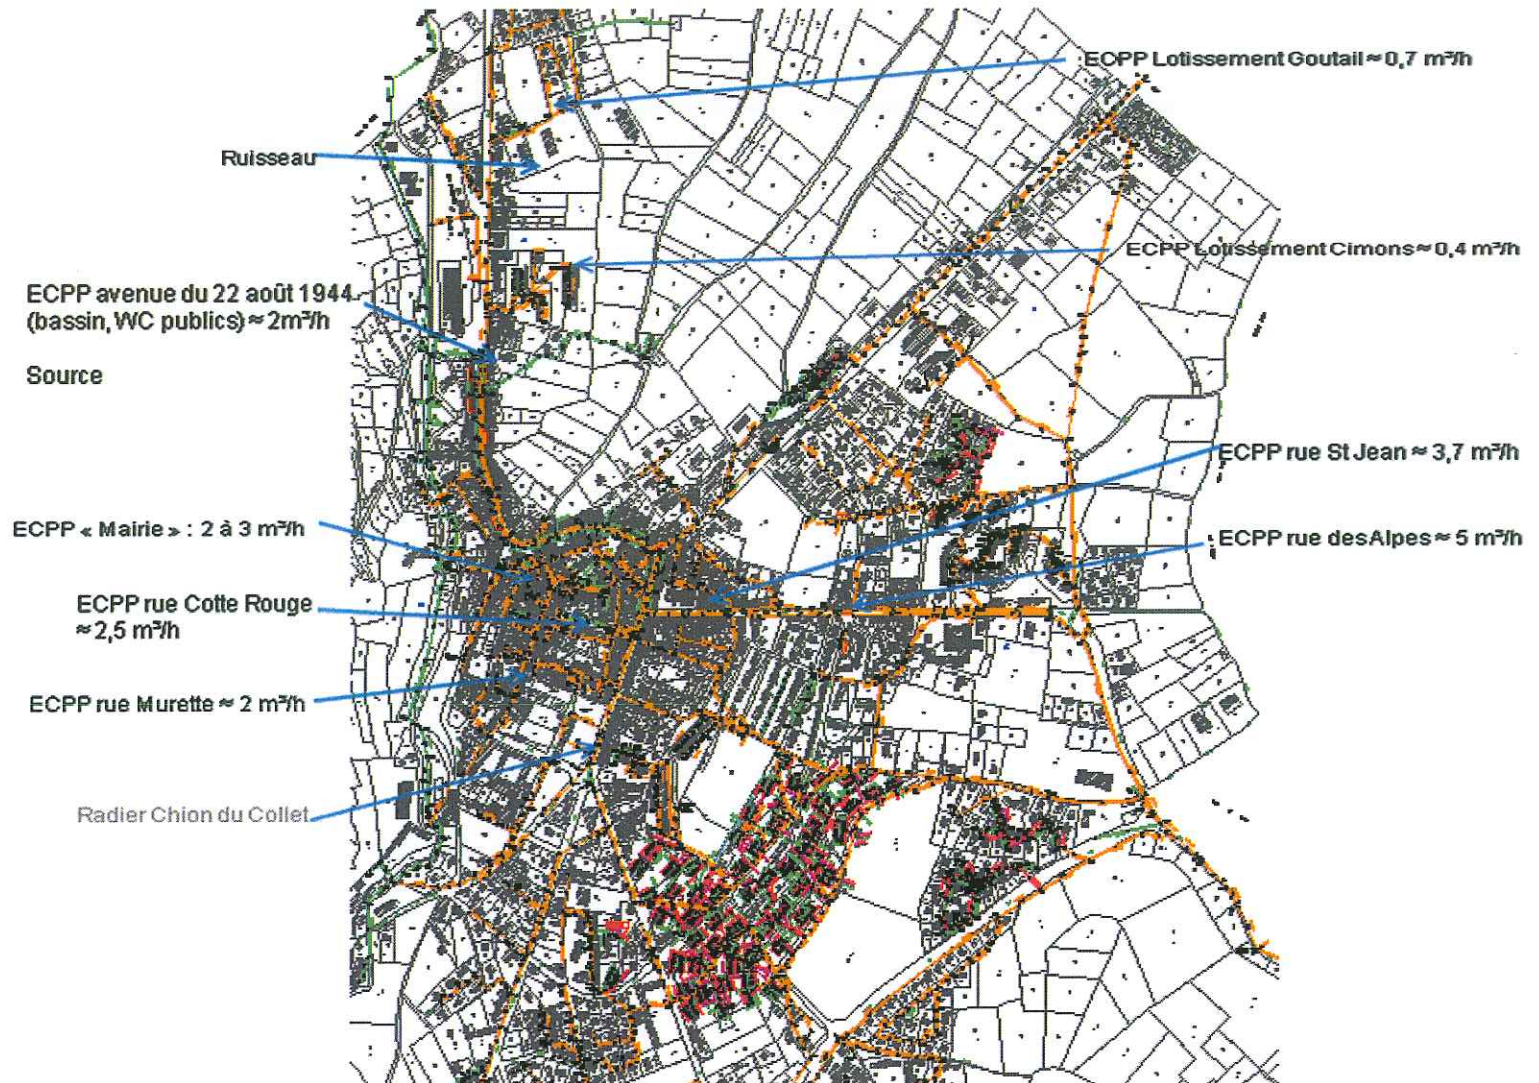 ECPP Lotissement Goutail ≈ 0,7 m³/h
Ruisseau
ECPP Lotissement Cimons ≈ 0,4 m³/h
ECPP avenue du 22 août 1944
(bassin, WC publics) ≈ 2m³/h
Source
ECPP rue St Jean ≈ 3,7 m³/h
ECPP « Mairie » : 2 à 3 m³/h
ECPP rue des Alpes ≈ 5 m³/h
ECPP rue Cotte Rouge
≈ 2,5 m³/h
ECPP rue Murette ≈ 2 m³/h
Radier Chion du Collet